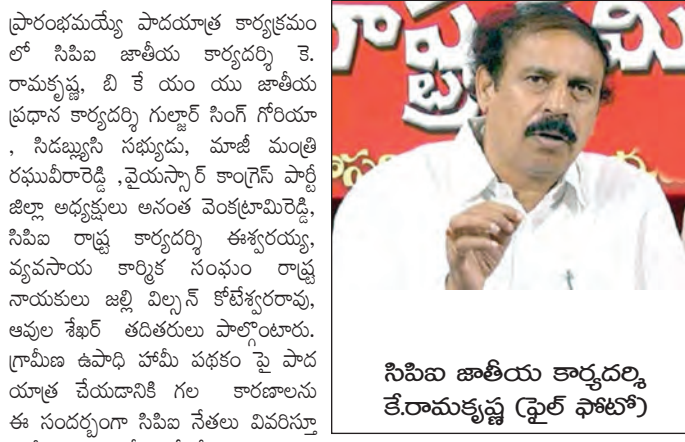 ప్రారంభమయ్యే పాదయాత్ర కార్యక్రమం
లో సిపిఐ జాతీయ కార్యదర్శి కె.
రామకృష్ణ, బి కే యం యు జాతీయ
ప్రధాన కార్యదర్శి గుల్జార్ సింగ్ గోరియా
, సిడబ్ల్యుసి సభ్యుడు, మాజీ మంత్రి
రఘువీరారెడ్డి ,వైయస్సార్ కాంగ్రెస్ పార్టీ
జిల్లా అధ్యక్షులు అనంత వెంకట్రామిరెడ్డి,
సిపిఐ రాష్ట్ర కార్యదర్శి ఈశ్వరయ్య,
వ్యవసాయ కార్మిక సంఘం రాష్ట్ర
నాయకులు జల్లి విల్సన్ కోటేశ్వరరావు,
ఆవుల శేఖర్ తదితరులు పాల్గొంటారు.
గ్రామీణ ఉపాధి హామీ పథకం పై పాద
యాత్ర చేయడానికి గల కారణాలను
ఈ సందర్భంగా సిపిఐ నేతలు వివరిస్తూ
సిపిఐ జాతీయ కార్యదర్శి
కే.రామకృష్ణ (ఫైల్ ఫోటో)